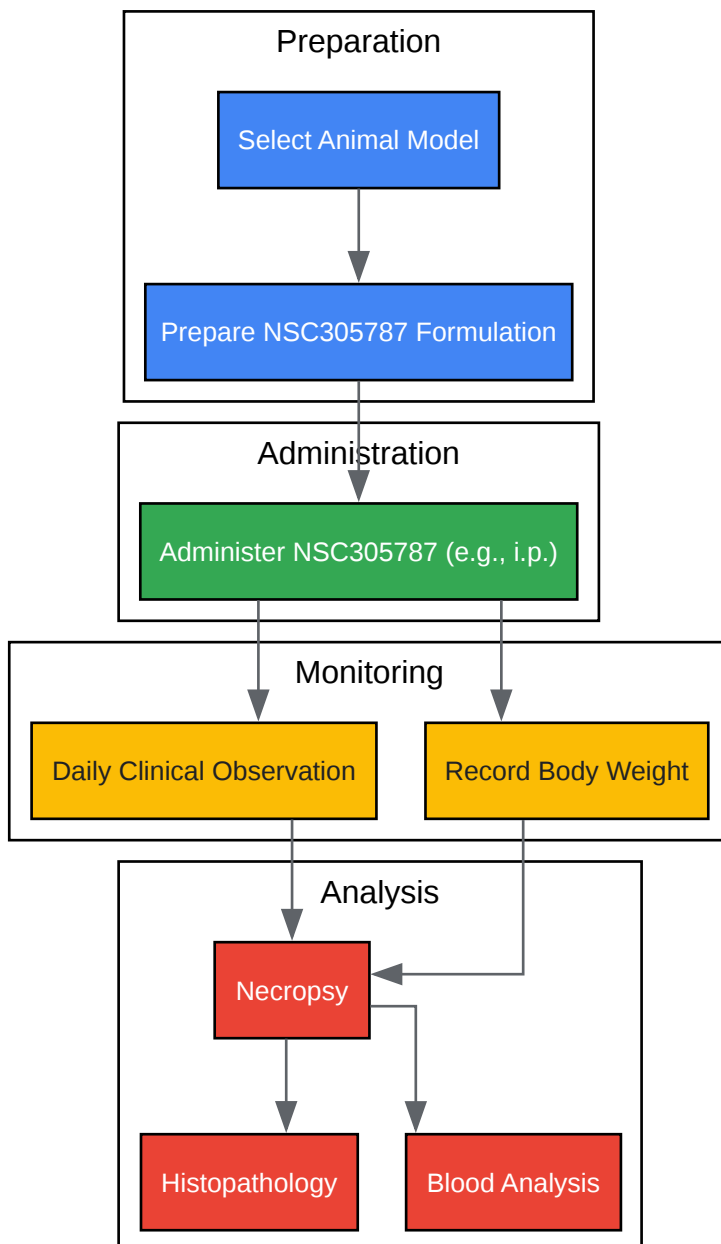 Preparation
Select Animal Model
Prepare NSC305787 Formulation
Administration
Administer NSC305787 (e.g., i.p.)
Monitoring
Daily Clinical Observation
Record Body Weight
Analysis
Necropsy
Histopathology
Blood Analysis